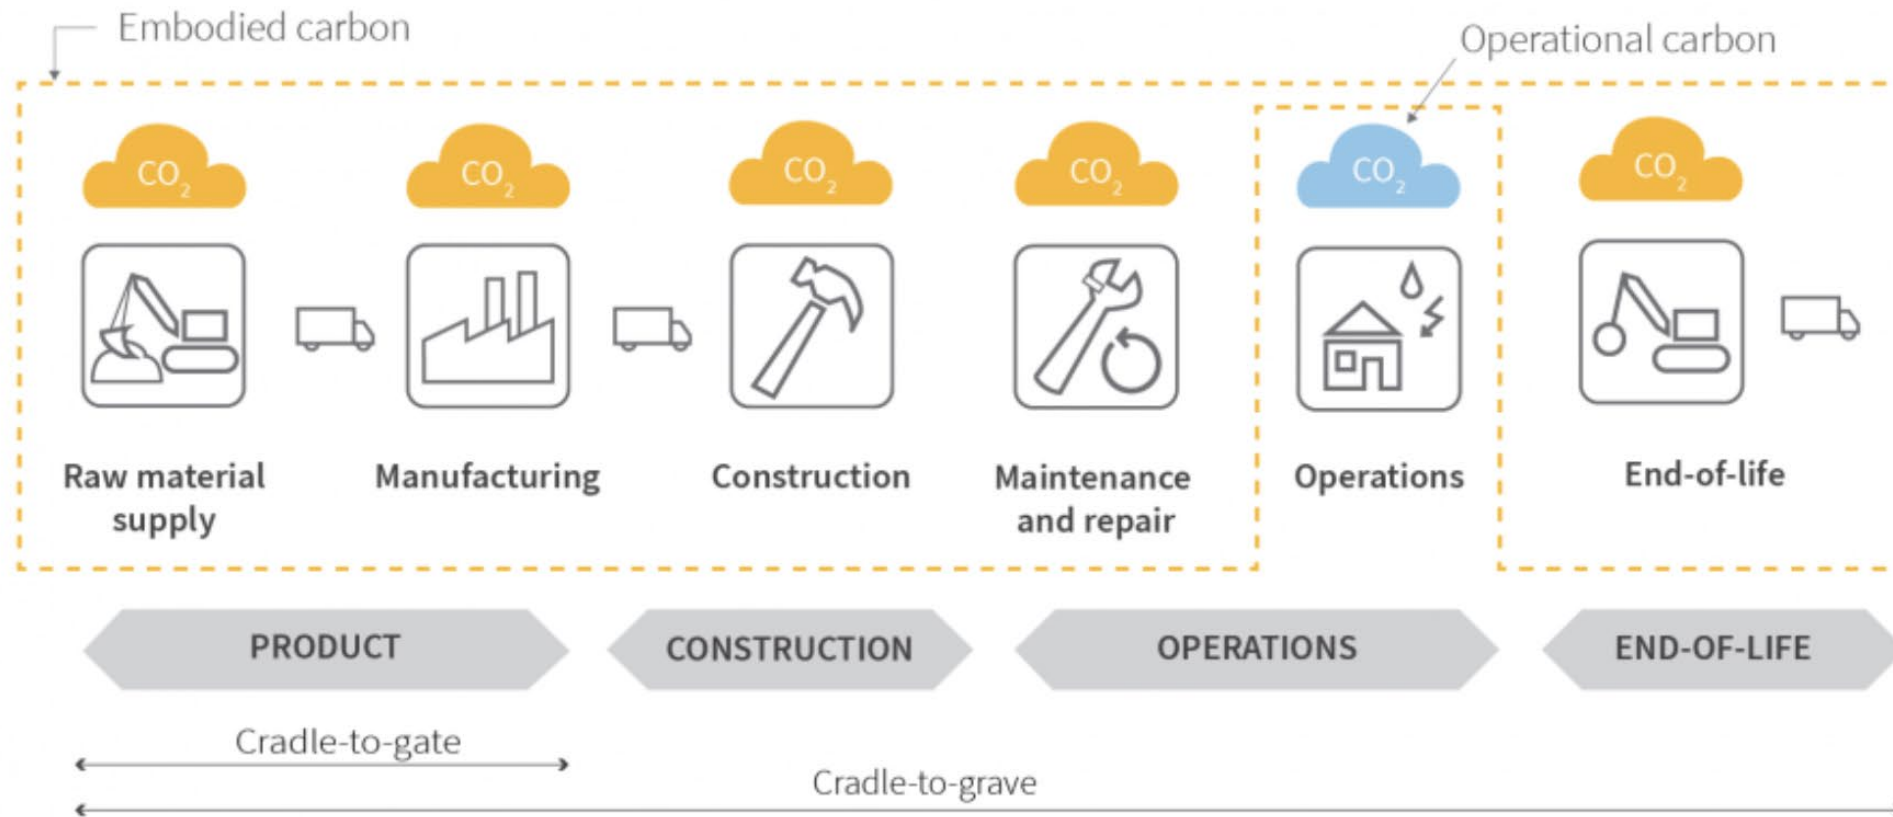 Embodied carbon
Operational carbon
CO2
CO2
CO2
CO2
CO2
CO2
Raw material
supply
Manufacturing
Construction
Maintenance
and repair
Operations
End-of-life
PRODUCT
CONSTRUCTION
OPERATIONS
END-OF-LIFE
Cradle-to-gate
Cradle-to-grave